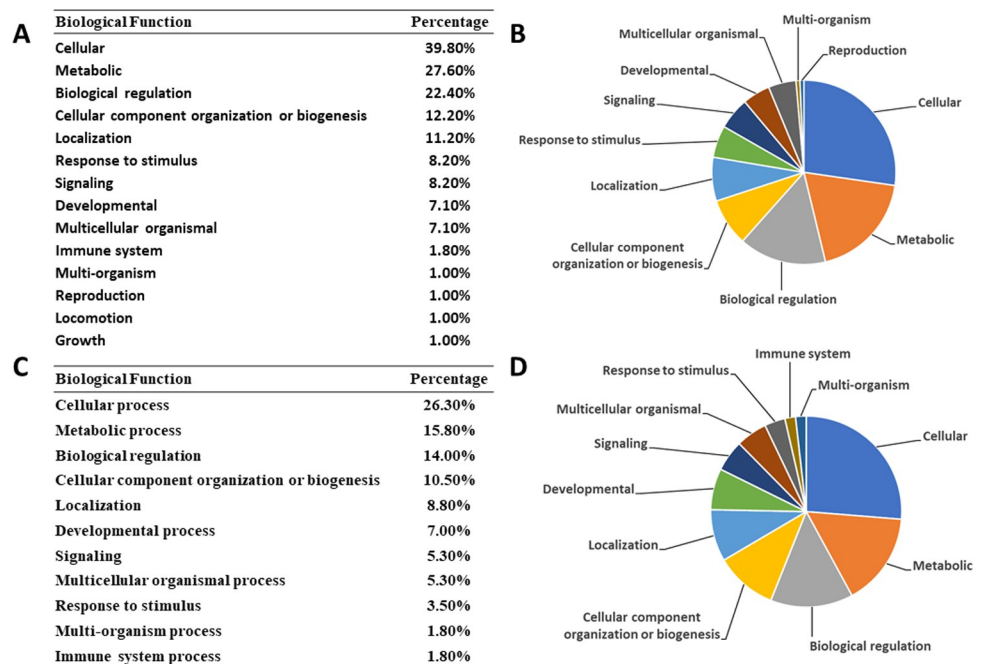 A
Biological Function Percentage
Cellular 39.80%
Metabolic 27.60%
Biological regulation 22.40%
Cellular component organization or biogenesis 12.20%
Localization 11.20%
Response to stimulus 8.20%
Signaling 8.20%
Developmental 7.10%
Multicellular organismal 7.10%
Immune system 1.80%
Multi-organism 1.00%
Reproduction 1.00%
Locomotion 1.00%
Growth 1.00%
B
Multi-organism
Multicellular organismal
Reproduction
Developmental
Signaling
Cellular
Response to stimulus
Localization
Metabolic
Cellular component
organization or biogenesis
Biological regulation
C
Biological Function Percentage
Cellular process 26.30%
Metabolic process 15.80%
Biological regulation 14.00%
Cellular component organization or biogenesis 10.50%
Localization 8.80%
Developmental process 7.00%
Signaling 5.30%
Multicellular organismal process 5.30%
Response to stimulus 3.50%
Multi-organism process 1.80%
Immune system process 1.80%
D
Immune system
Response to stimulus
Multi-organism
Multicellular organismal
Signaling
Cellular
Developmental
Localization
Metabolic
Cellular component
organization or biogenesis
Biological regulation